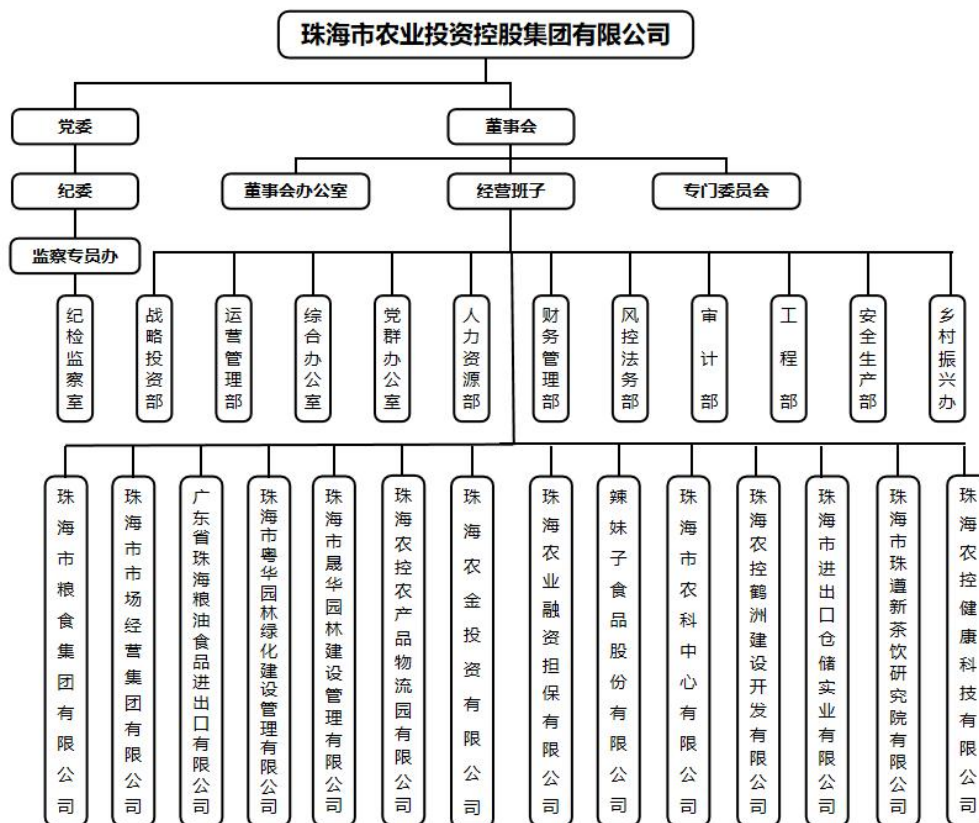 珠海市农业投资控股集团有限公司
党委
董事会
纪委
董事会办公室
经营班子
专门委员会
监察专员办
纪检监察室
战略投资部
运营管理部
综合办公室
党群办公室
人力资源部
财务管理部
风控法务部
审计部
工程部
安全生产部
乡村振兴办
珠海市粮食集团有限公司
珠海市市场经营集团有限公司
广东省珠海粮油食品进出口有限公司
珠海市粤华园林绿化建设管理有限公司
珠海市晟华园林建设管理有限公司
珠海农控农产品物流园有限公司
珠海农金投资有限公司
珠海农业融资担保有限公司
辣妹子食品股份有限公司
珠海市农科中心有限公司
珠海农控鹤洲建设开发有限公司
珠海市进出口仓储实业有限公司
珠海市珠遵新茶饮研究院有限公司
珠海农控健康科技有限公司